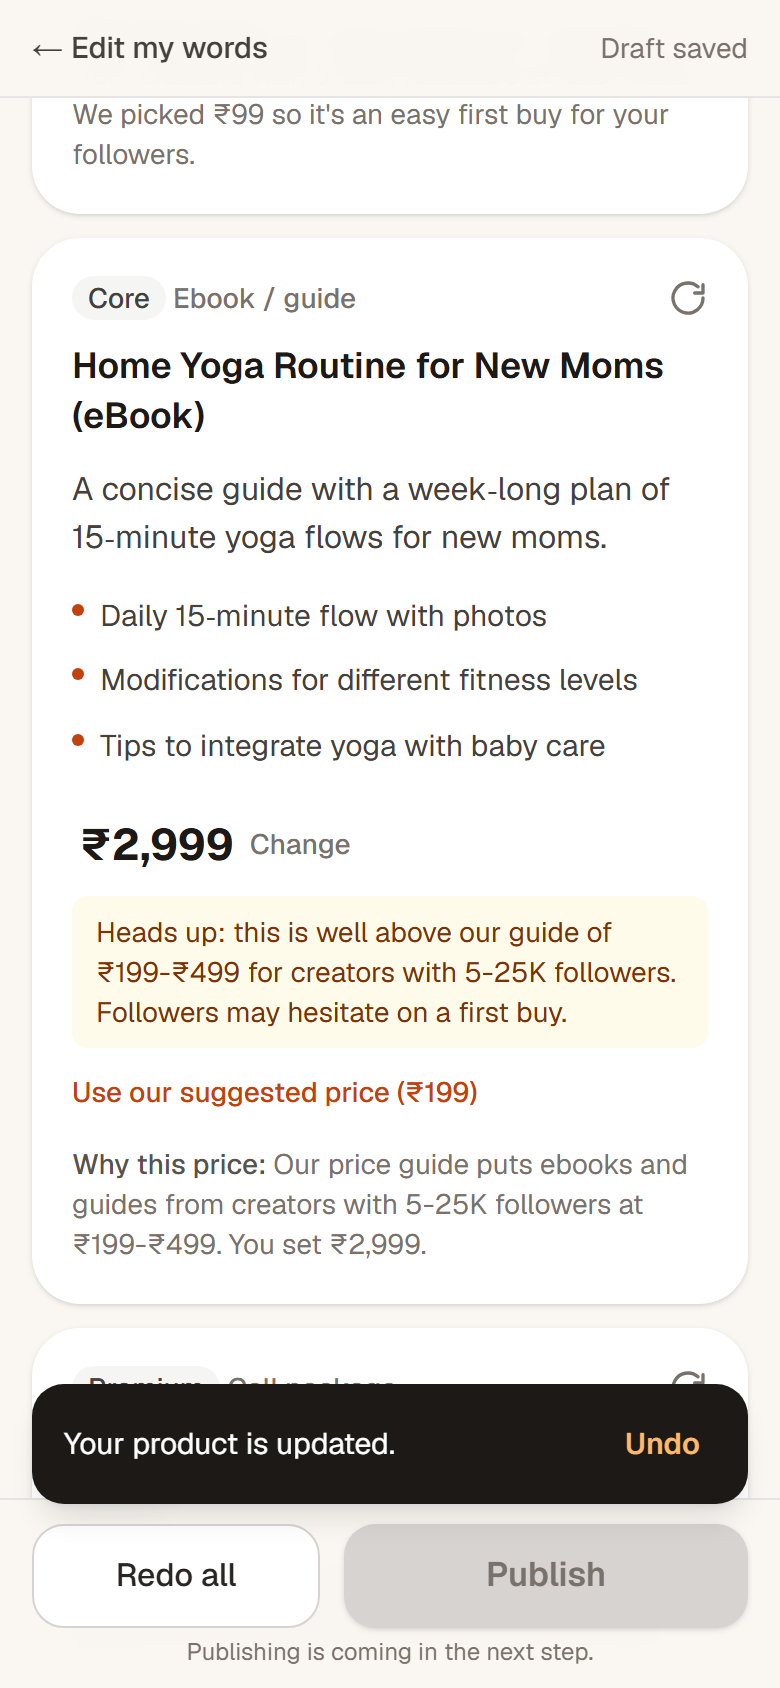 ← Edit my words
Draft saved
We picked ₹99 so it's an easy first buy for your
followers.
Core
Ebook / guide
Home Yoga Routine for New Moms
(eBook)
A concise guide with a week-long plan of
15-minute yoga flows for new moms.
Daily 15-minute flow with photos
Modifications for different fitness levels
Tips to integrate yoga with baby care
₹2,999
Change
Heads up: this is well above our guide of
₹199-₹499 for creators with 5-25K followers.
Followers may hesitate on a first buy.
Use our suggested price (₹199)
Why this price: Our price guide puts ebooks and
guides from creators with 5-25K followers at
₹199-₹499. You set ₹2,999.
Premium
Call package
Your product is updated.
Undo
Redo all
Publish
Publishing is coming in the next step.